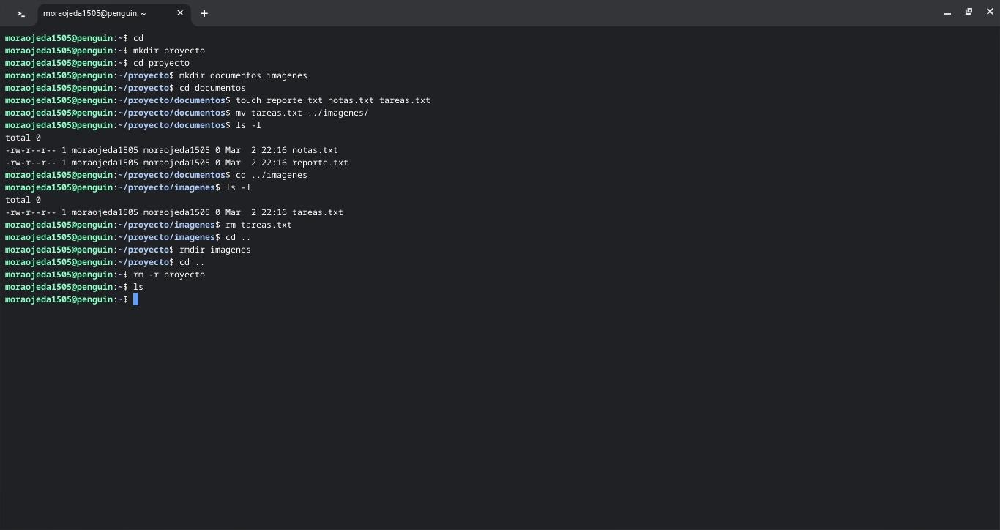 >_ moraojeda1505@penguin: ~ × +
moraojeda1505@penguin:~$ cd
moraojeda1505@penguin:~$ mkdir proyecto
moraojeda1505@penguin:~$ cd proyecto
moraojeda1505@penguin:~/proyecto$ mkdir documentos imagenes
moraojeda1505@penguin:~/proyecto$ cd documentos
moraojeda1505@penguin:~/proyecto/documentos$ touch reporte.txt notas.txt tareas.txt
moraojeda1505@penguin:~/proyecto/documentos$ mv tareas.txt ../imagenes/
moraojeda1505@penguin:~/proyecto/documentos$ ls -l
total 0
-rw-r--r-- 1 moraojeda1505 moraojeda1505 0 Mar  2 22:16 notas.txt
-rw-r--r-- 1 moraojeda1505 moraojeda1505 0 Mar  2 22:16 reporte.txt
moraojeda1505@penguin:~/proyecto/documentos$ cd ../imagenes
moraojeda1505@penguin:~/proyecto/imagenes$ ls -l
total 0
-rw-r--r-- 1 moraojeda1505 moraojeda1505 0 Mar  2 22:16 tareas.txt
moraojeda1505@penguin:~/proyecto/imagenes$ rm tareas.txt
moraojeda1505@penguin:~/proyecto/imagenes$ cd ..
moraojeda1505@penguin:~/proyecto$ rmdir imagenes
moraojeda1505@penguin:~/proyecto$ cd ..
moraojeda1505@penguin:~$ rm -r proyecto
moraojeda1505@penguin:~$ ls
moraojeda1505@penguin:~$